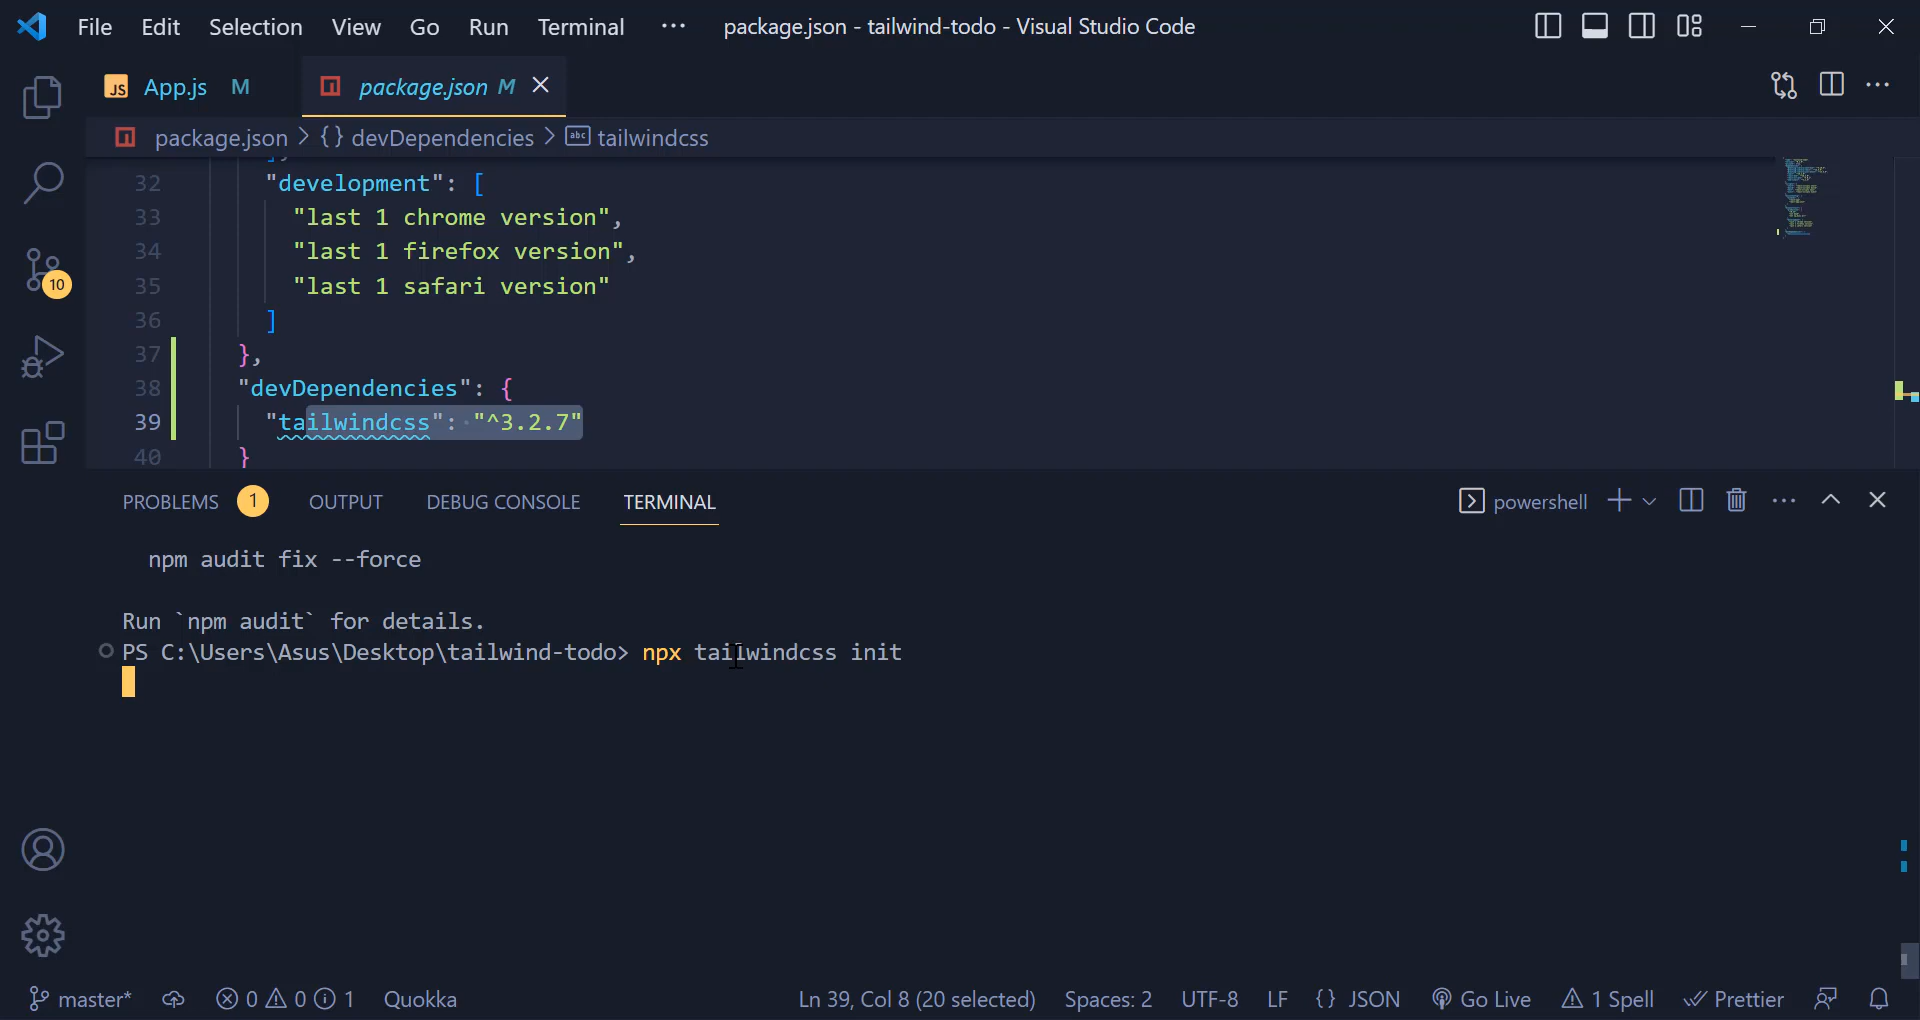 File Edit Selection View Go Run Terminal ··· package.json - tailwind-todo - Visual Studio Code
JS App.js M package.json M
package.json > {} devDependencies > abc tailwindcss
32 "development": [
33 "last 1 chrome version",
34 "last 1 firefox version",
35 "last 1 safari version"
36 ]
37 },
38 "devDependencies": {
39 "tailwindcss": "^3.2.7"
40 }
10
PROBLEMS 1 OUTPUT DEBUG CONSOLE TERMINAL powershell
npm audit fix --force
Run `npm audit` for details.
PS C:\Users\Asus\Desktop\tailwind-todo> npx tailwindcss init
master* 0 0 1 Quokka Ln 39, Col 8 (20 selected) Spaces: 2 UTF-8 LF {} JSON Go Live 1 Spell Prettier